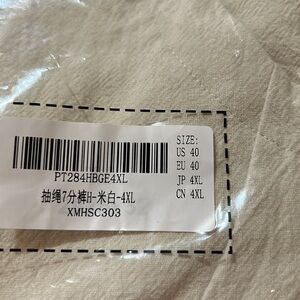 PT284HBGE4XL
抽绳7分裤H-米白-4XL
XMHSC303
SIZE:
US 40
EU 40
JP 4XL
CN 4XL